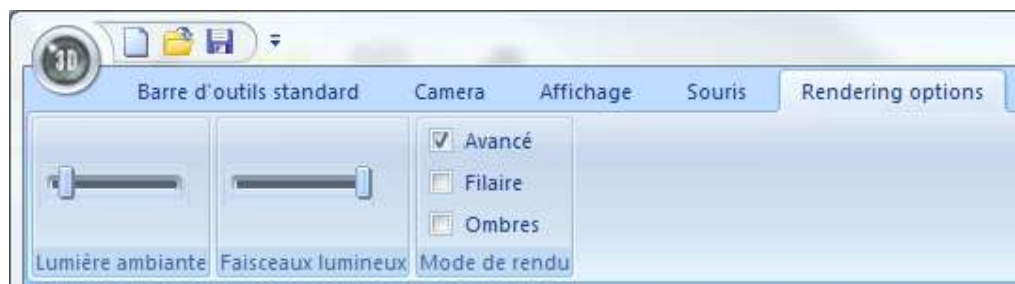 3D
Barre d'outils standard Camera Affichage Souris Rendering options
Avancé
Filaire
Ombres
Lumière ambiante Faisceaux lumineux Mode de rendu